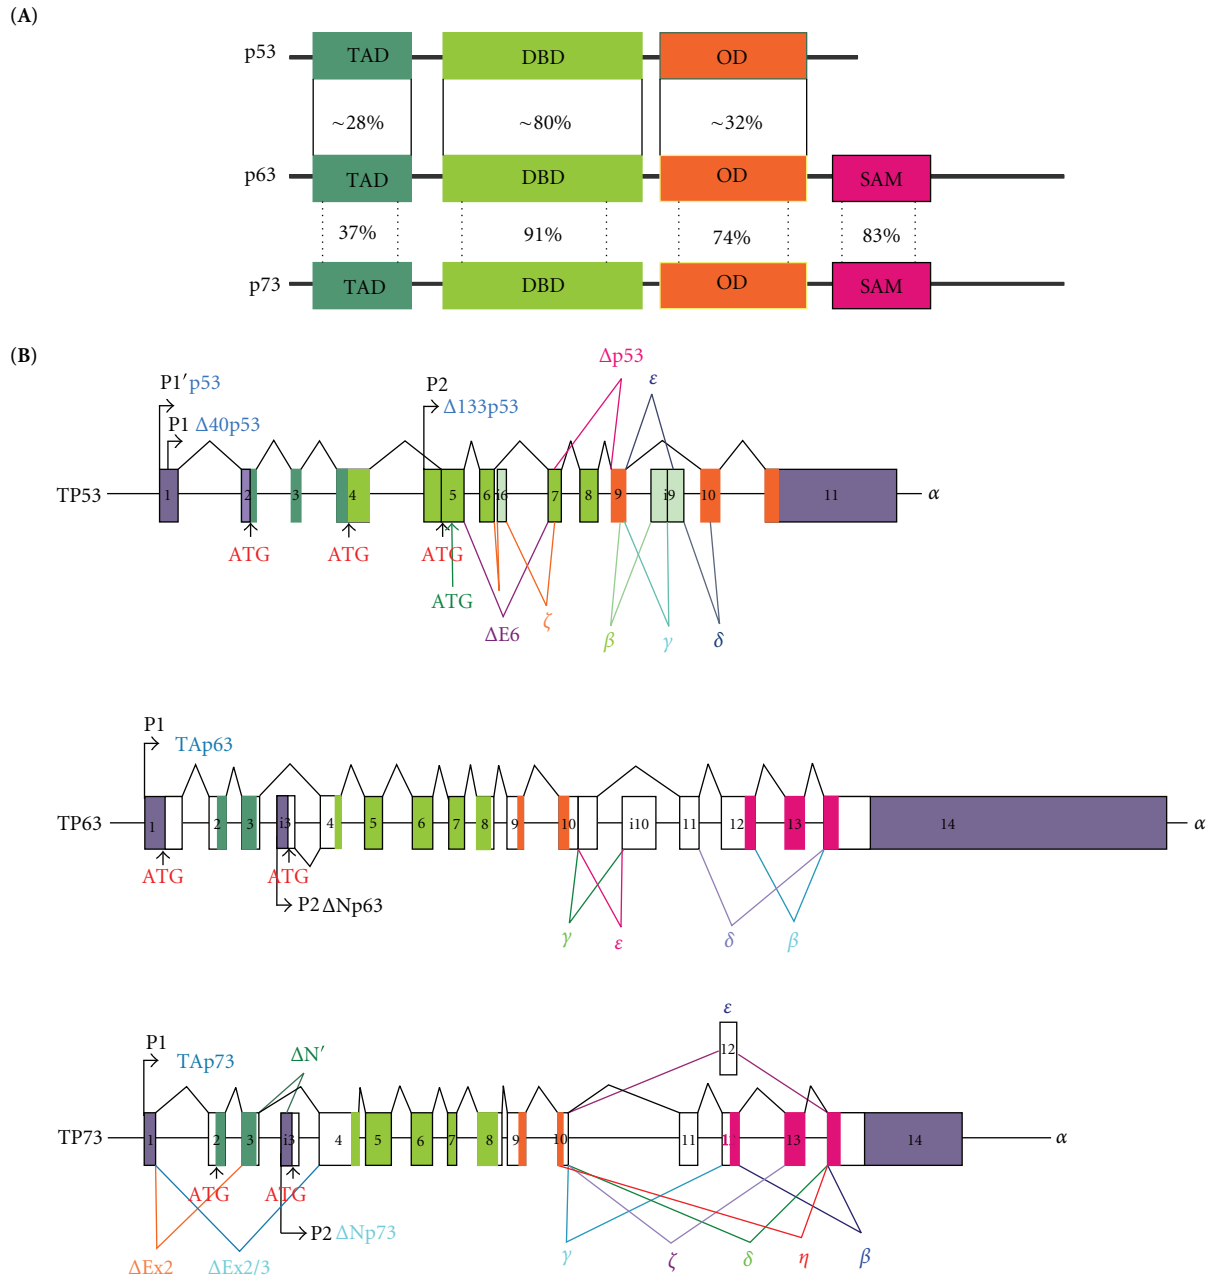 (A)
p53 TAD DBD OD
~28% ~80% ~32%
p63 TAD DBD OD SAM
37% 91% 74% 83%
p73 TAD DBD OD SAM
(B)
Δp53 ε
P1′ p53 P2
P1 Δ40p53 Δ133p53
TP53 1 2 3 4 5 6 i6 7 8 9 i9 10 11 α
ATG ATG ATG
ATG
ΔE6 ζ β γ δ
P1
TAp63
TP63 1 2 3 i3 4 5 6 7 8 9 10 i10 11 12 13 14 α
ATG ATG
P2 ΔNp63
γ ε δ β
ε
P1
TAp73 ΔN′ 12
TP73 1 2 3 i3 4 5 6 7 8 9 10 11 12 13 14 α
ATG ATG
P2 ΔNp73
ΔEx2 ΔEx2/3 γ ζ δ η β